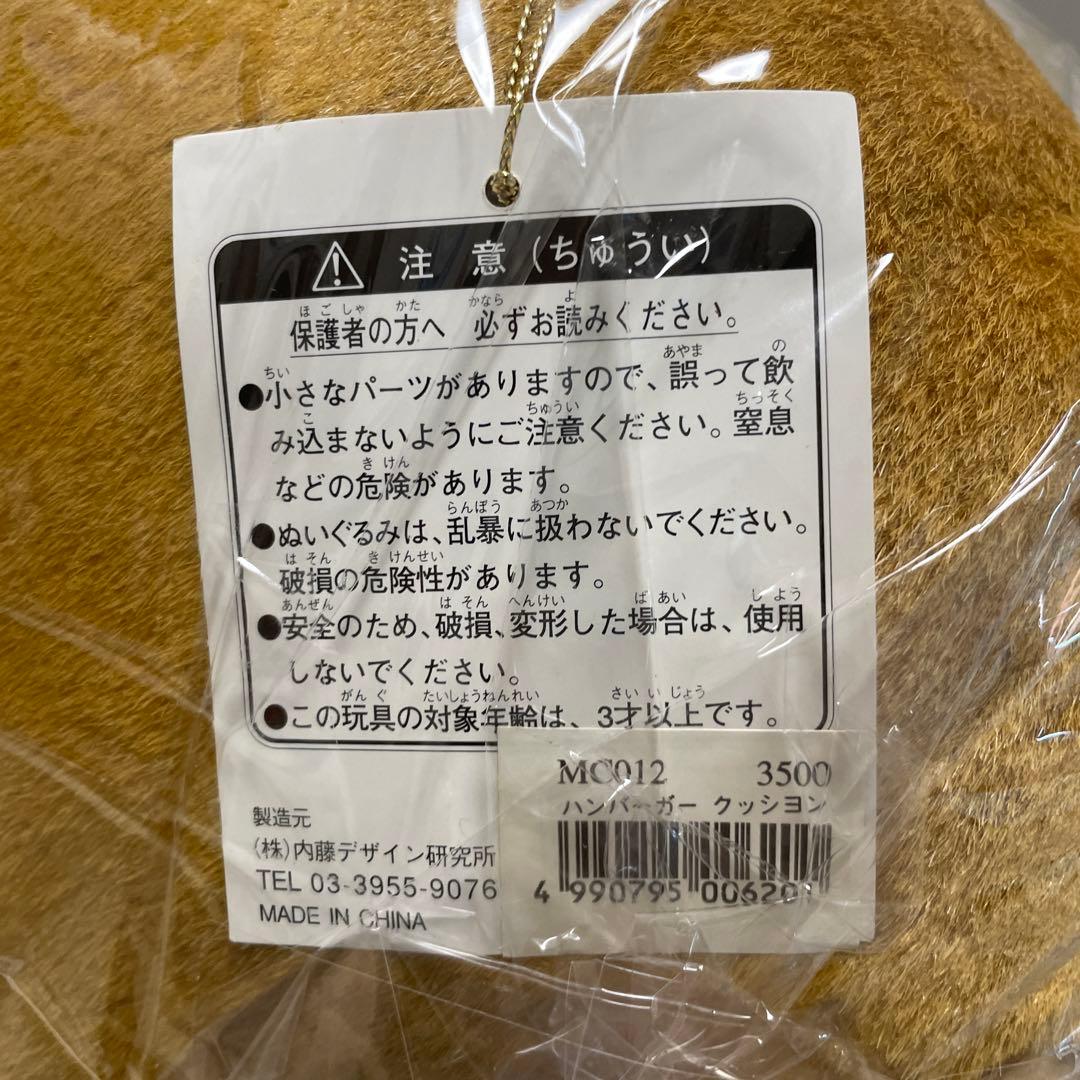 注意(ちゅうい)
保護者の方へ 必ずお読みください。
●小さなパーツがありますので、誤って飲
み込まないようにご注意ください。窒息
などの危険があります。
●ぬいぐるみは、乱暴に扱わないでください。
破損の危険性があります。
●安全のため、破損、変形した場合は、使用
しないでください。
●この玩具の対象年齢は、3才以上です。
MC012 3500
ハンバーガー クッシヨン
4 990795 006201
製造元
(株)内藤デザイン研究所
TEL 03-3955-9076
MADE IN CHINA